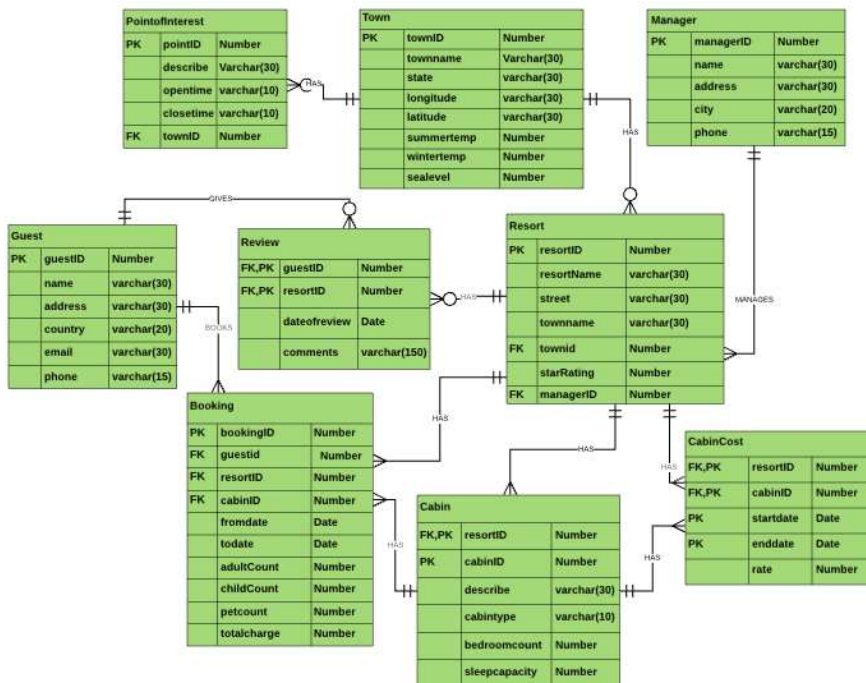 PointofInterest
PK pointID Number
describe Varchar(30)
opentime varchar(10)
closetime varchar(10)
FK townID Number
HAS
Town
PK townID Number
townname Varchar(30)
state varchar(30)
longitude varchar(30)
latitude varchar(30)
summertemp Number
wintertemp Number
sealevel Number
HAS
Manager
PK managerID Number
name varchar(30)
address varchar(30)
city varchar(20)
phone varchar(15)
MANAGES
GIVES
Guest
PK guestID Number
name varchar(30)
address varchar(30)
country varchar(20)
email varchar(30)
phone varchar(15)
BOOKS
Review
FK,PK guestID Number
FK,PK resortID Number
dateofreview Date
comments varchar(150)
HAS
Resort
PK resortID Number
resortName varchar(30)
street varchar(30)
townname varchar(30)
FK townid Number
starRating Number
FK managerID Number
HAS
HAS
HAS
Booking
PK bookingID Number
FK guestid Number
FK resortID Number
FK cabinID Number
fromdate Date
todate Date
adultCount Number
childCount Number
petcount Number
totalcharge Number
HAS
Cabin
FK,PK resortID Number
PK cabinID Number
describe varchar(30)
cabintype varchar(10)
bedroomcount Number
sleepcapacity Number
HAS
CabinCost
FK,PK resortID Number
FK,PK cabinID Number
PK startdate Date
PK enddate Date
rate Number